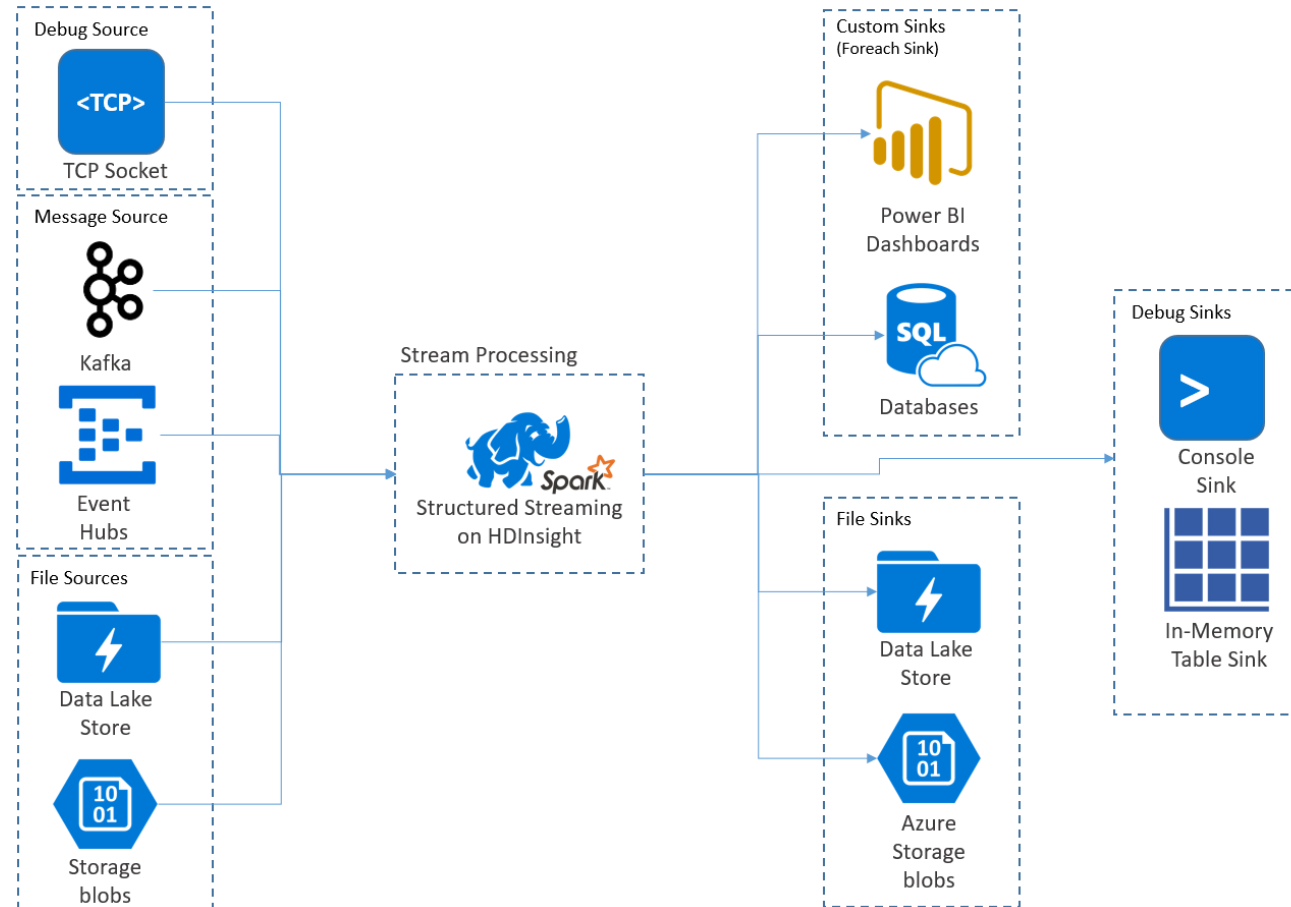 Debug Source
<TCP>
TCP Socket
Message Source
Kafka
Event
Hubs
File Sources
Data Lake
Store
10
01
Storage
blobs
Stream Processing
Spark
Structured Streaming
on HDInsight
Custom Sinks
(Foreach Sink)
Power BI
Dashboards
SQL
Databases
File Sinks
Data Lake
Store
10
01
Azure
Storage
blobs
Debug Sinks
>
Console
Sink
In-Memory
Table Sink